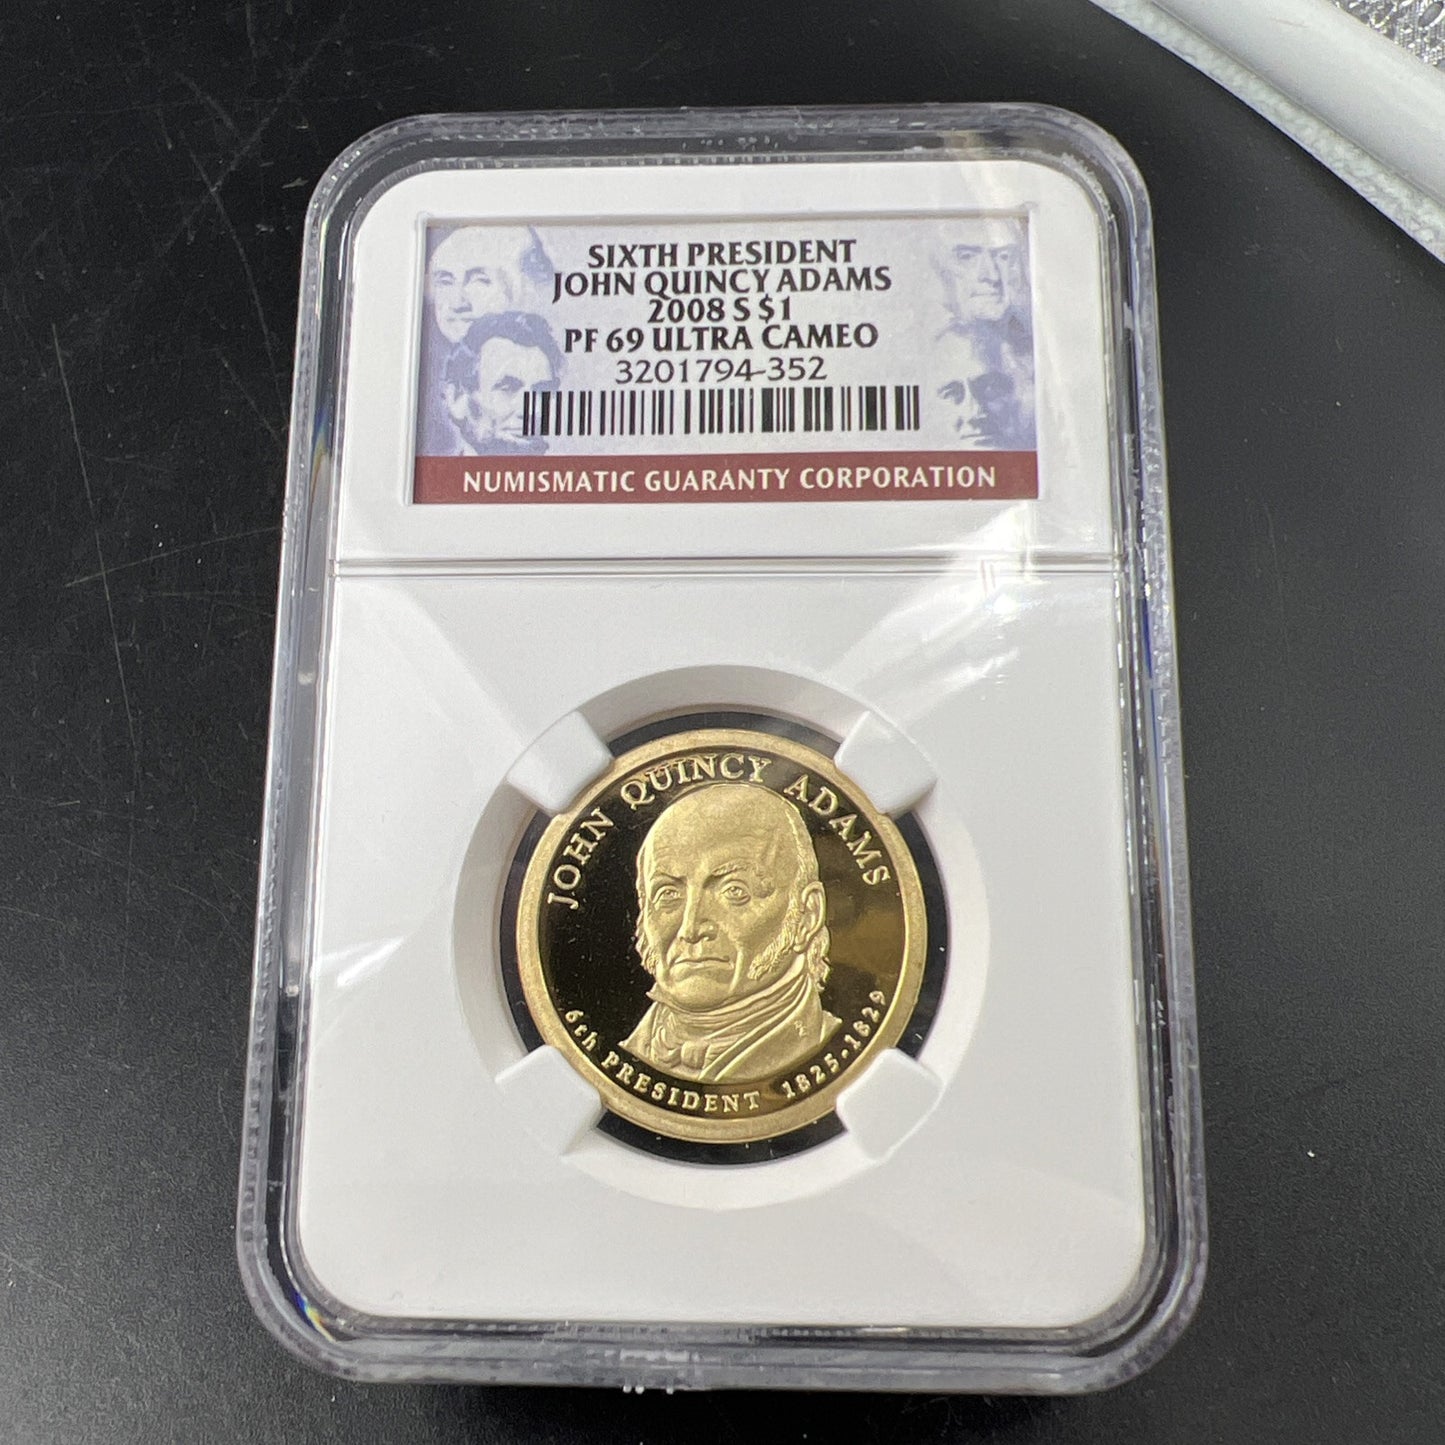 SIXTH PRESIDENT
JOHN QUINCY ADAMS
2008 S $1
PF 69 ULTRA CAMEO
3201794-352
NUMISMATIC GUARANTY CORPORATION
JOHN QUINCY ADAMS
6th PRESIDENT 1825-1829